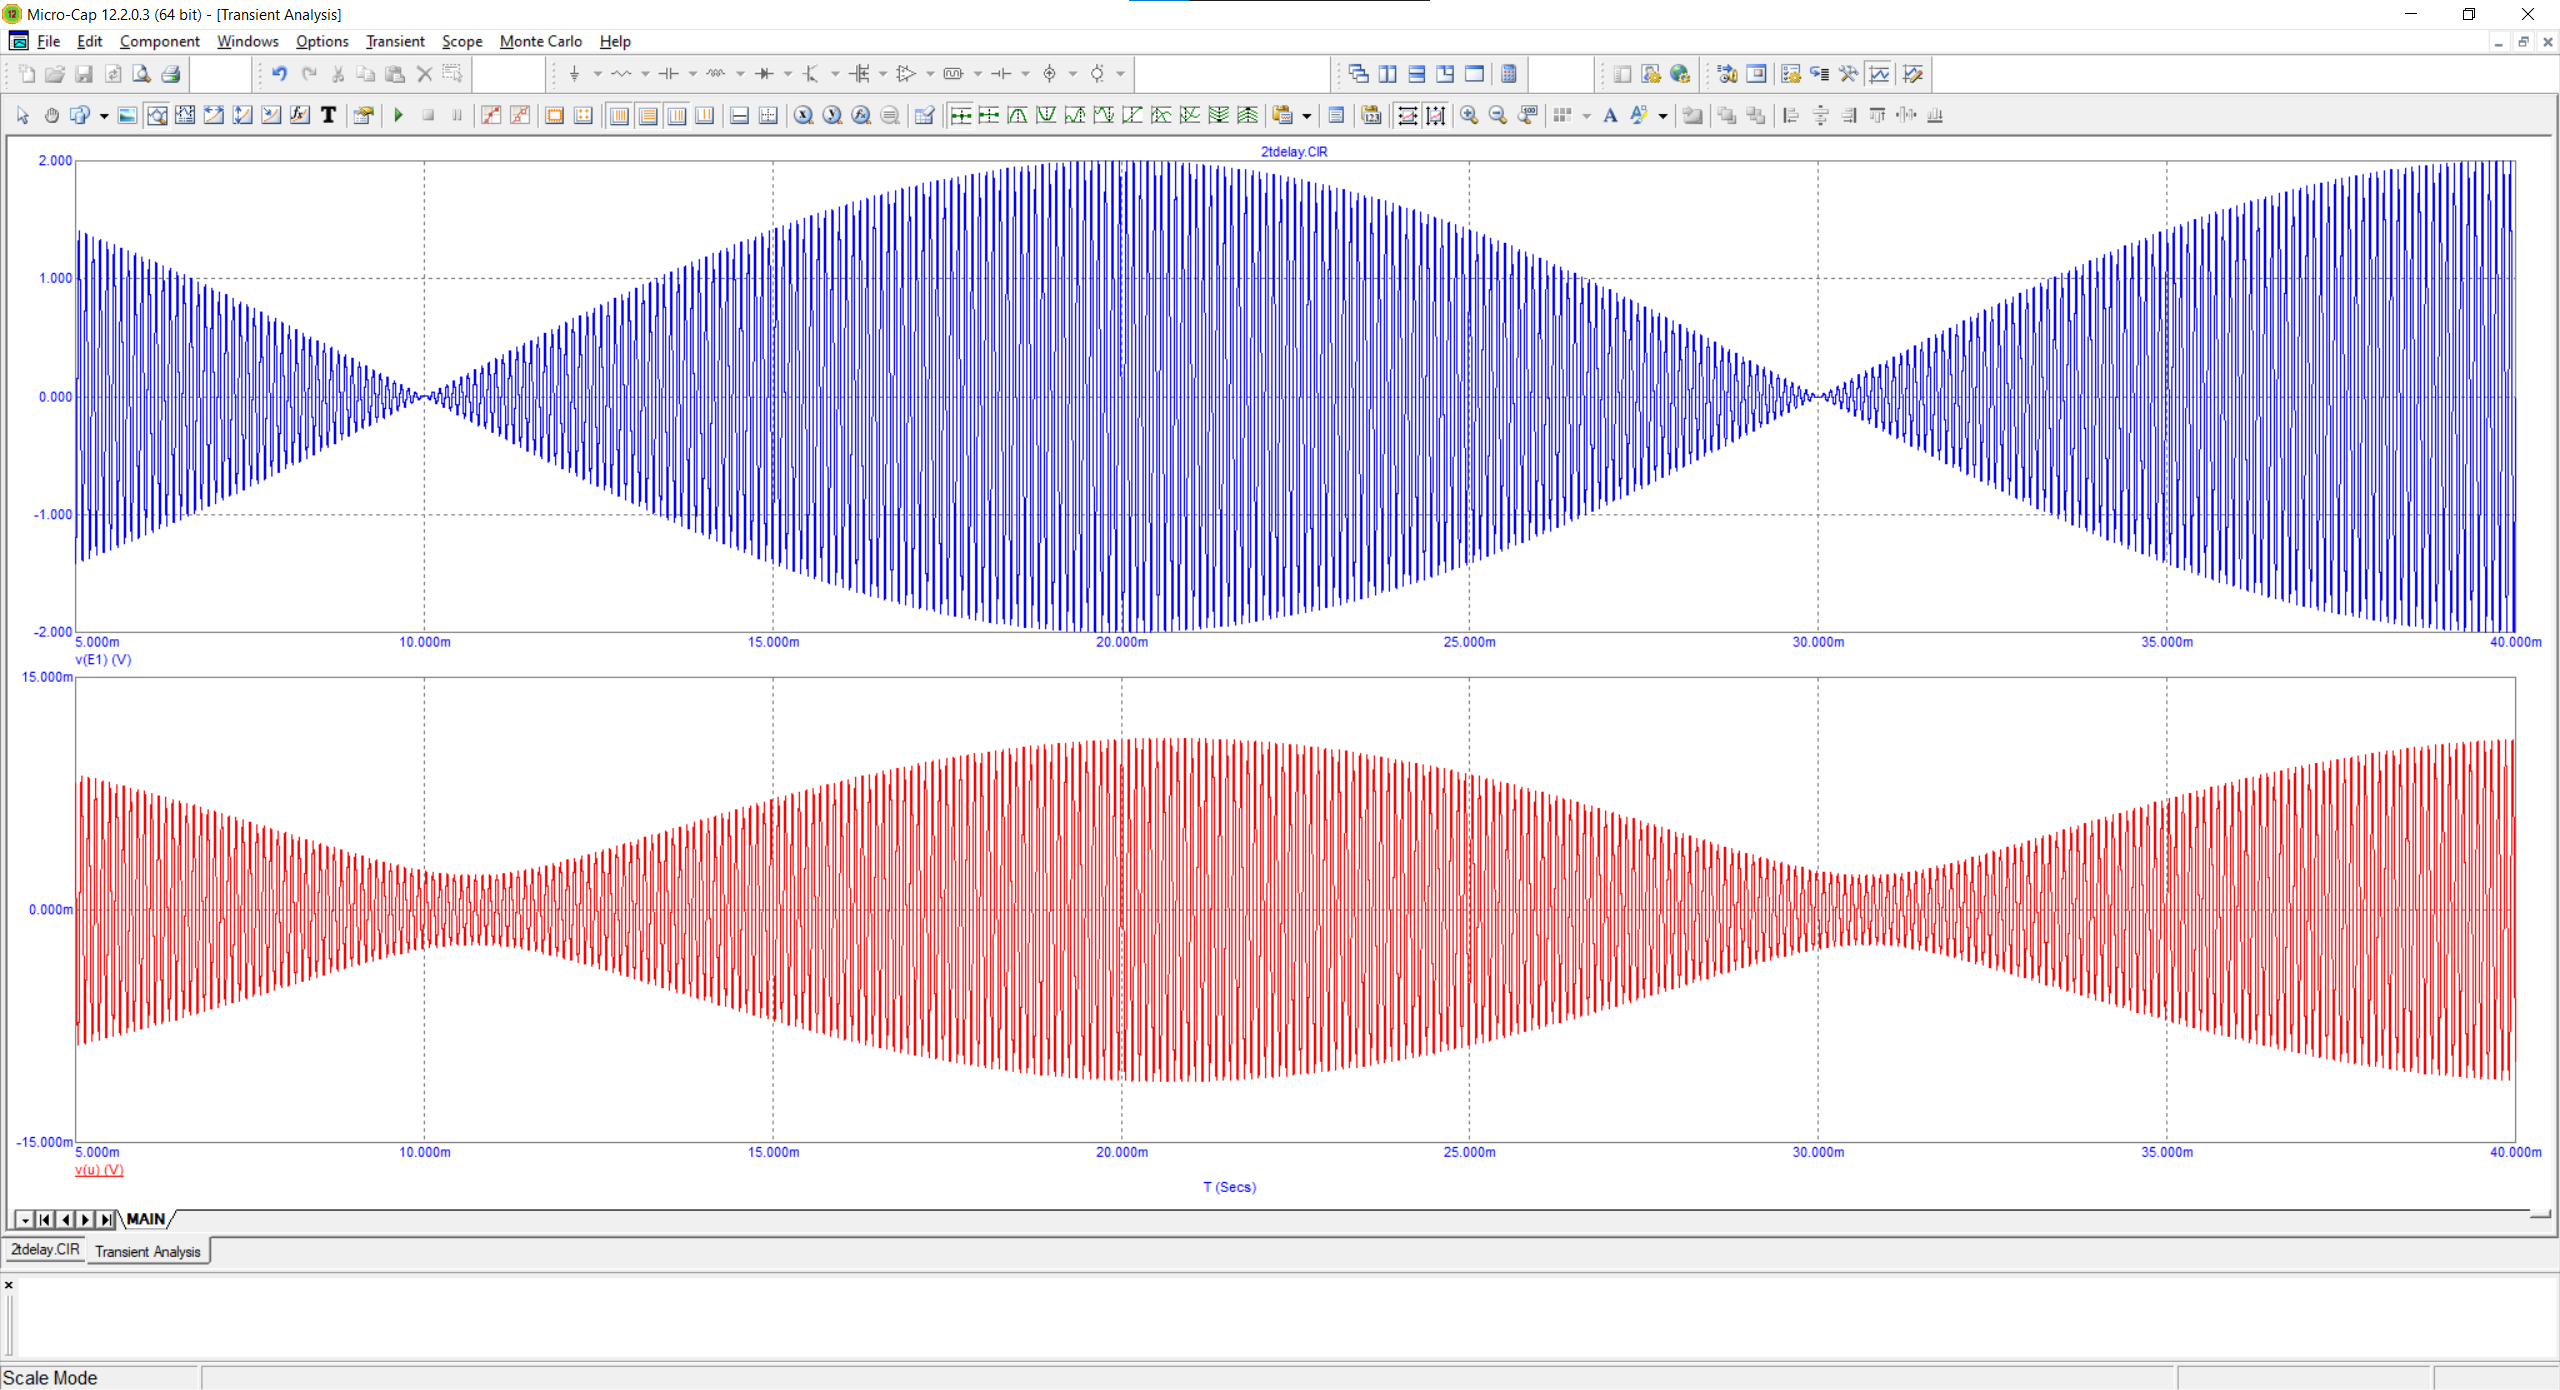 Micro-Cap 12.2.0.3 (64 bit) - [Transient Analysis]
File Edit Component Windows Options Transient Scope Monte Carlo Help
2tdelay.CIR
2.000
1.000
0.000
-1.000
-2.000
5.000m 10.000m 15.000m 20.000m 25.000m 30.000m 35.000m 40.000m
v(E1) (V)
15.000m
0.000m
-15.000m
5.000m 10.000m 15.000m 20.000m 25.000m 30.000m 35.000m 40.000m
v(u) (V)
T (Secs)
MAIN
2tdelay.CIR Transient Analysis
Scale Mode